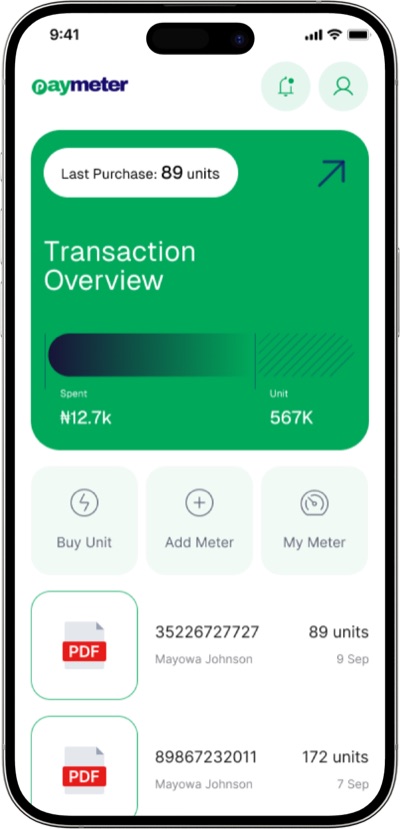 9:41
paymeter
Last Purchase: 89 units
Transaction
Overview
Spent
Unit
₦12.7k
567K
Buy Unit
Add Meter
My Meter
PDF
35226727727
89 units
Mayowa Johnson
9 Sep
PDF
89867232011
172 units
Mayowa Johnson
7 Sep